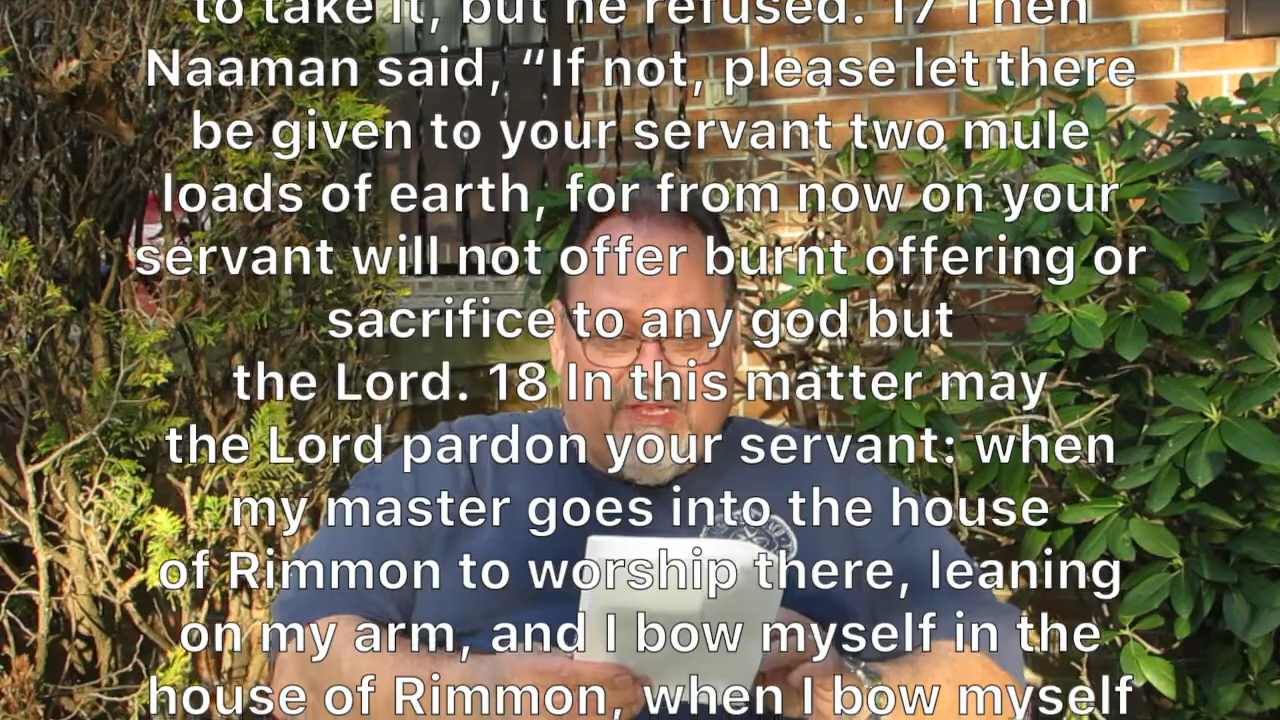 to take it, but he refused. 17 Then
Naaman said, “If not, please let there
be given to your servant two mule
loads of earth, for from now on your
servant will not offer burnt offering or
sacrifice to any god but
the Lord. 18 In this matter may
the Lord pardon your servant: when
my master goes into the house
of Rimmon to worship there, leaning
on my arm, and I bow myself in the
house of Rimmon, when I bow myself